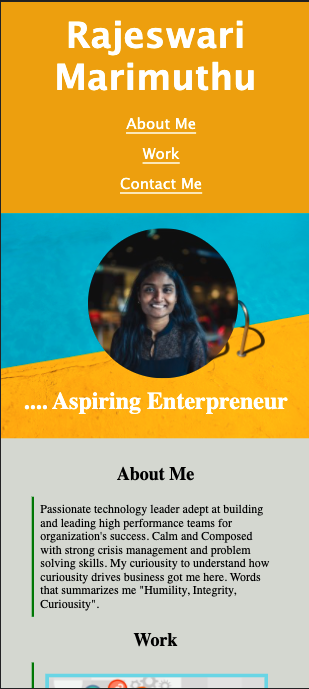 Rajeswari
Marimuthu
About Me
Work
Contact Me
.... Aspiring Enterpreneur
About Me
Passionate technology leader adept at building
and leading high performance teams for
organization's success. Calm and Composed
with strong crisis management and problem
solving skills. My curiousity to understand how
curiousity drives business got me here. Words
that summarizes me "Humility, Integrity,
Curiousity".
Work